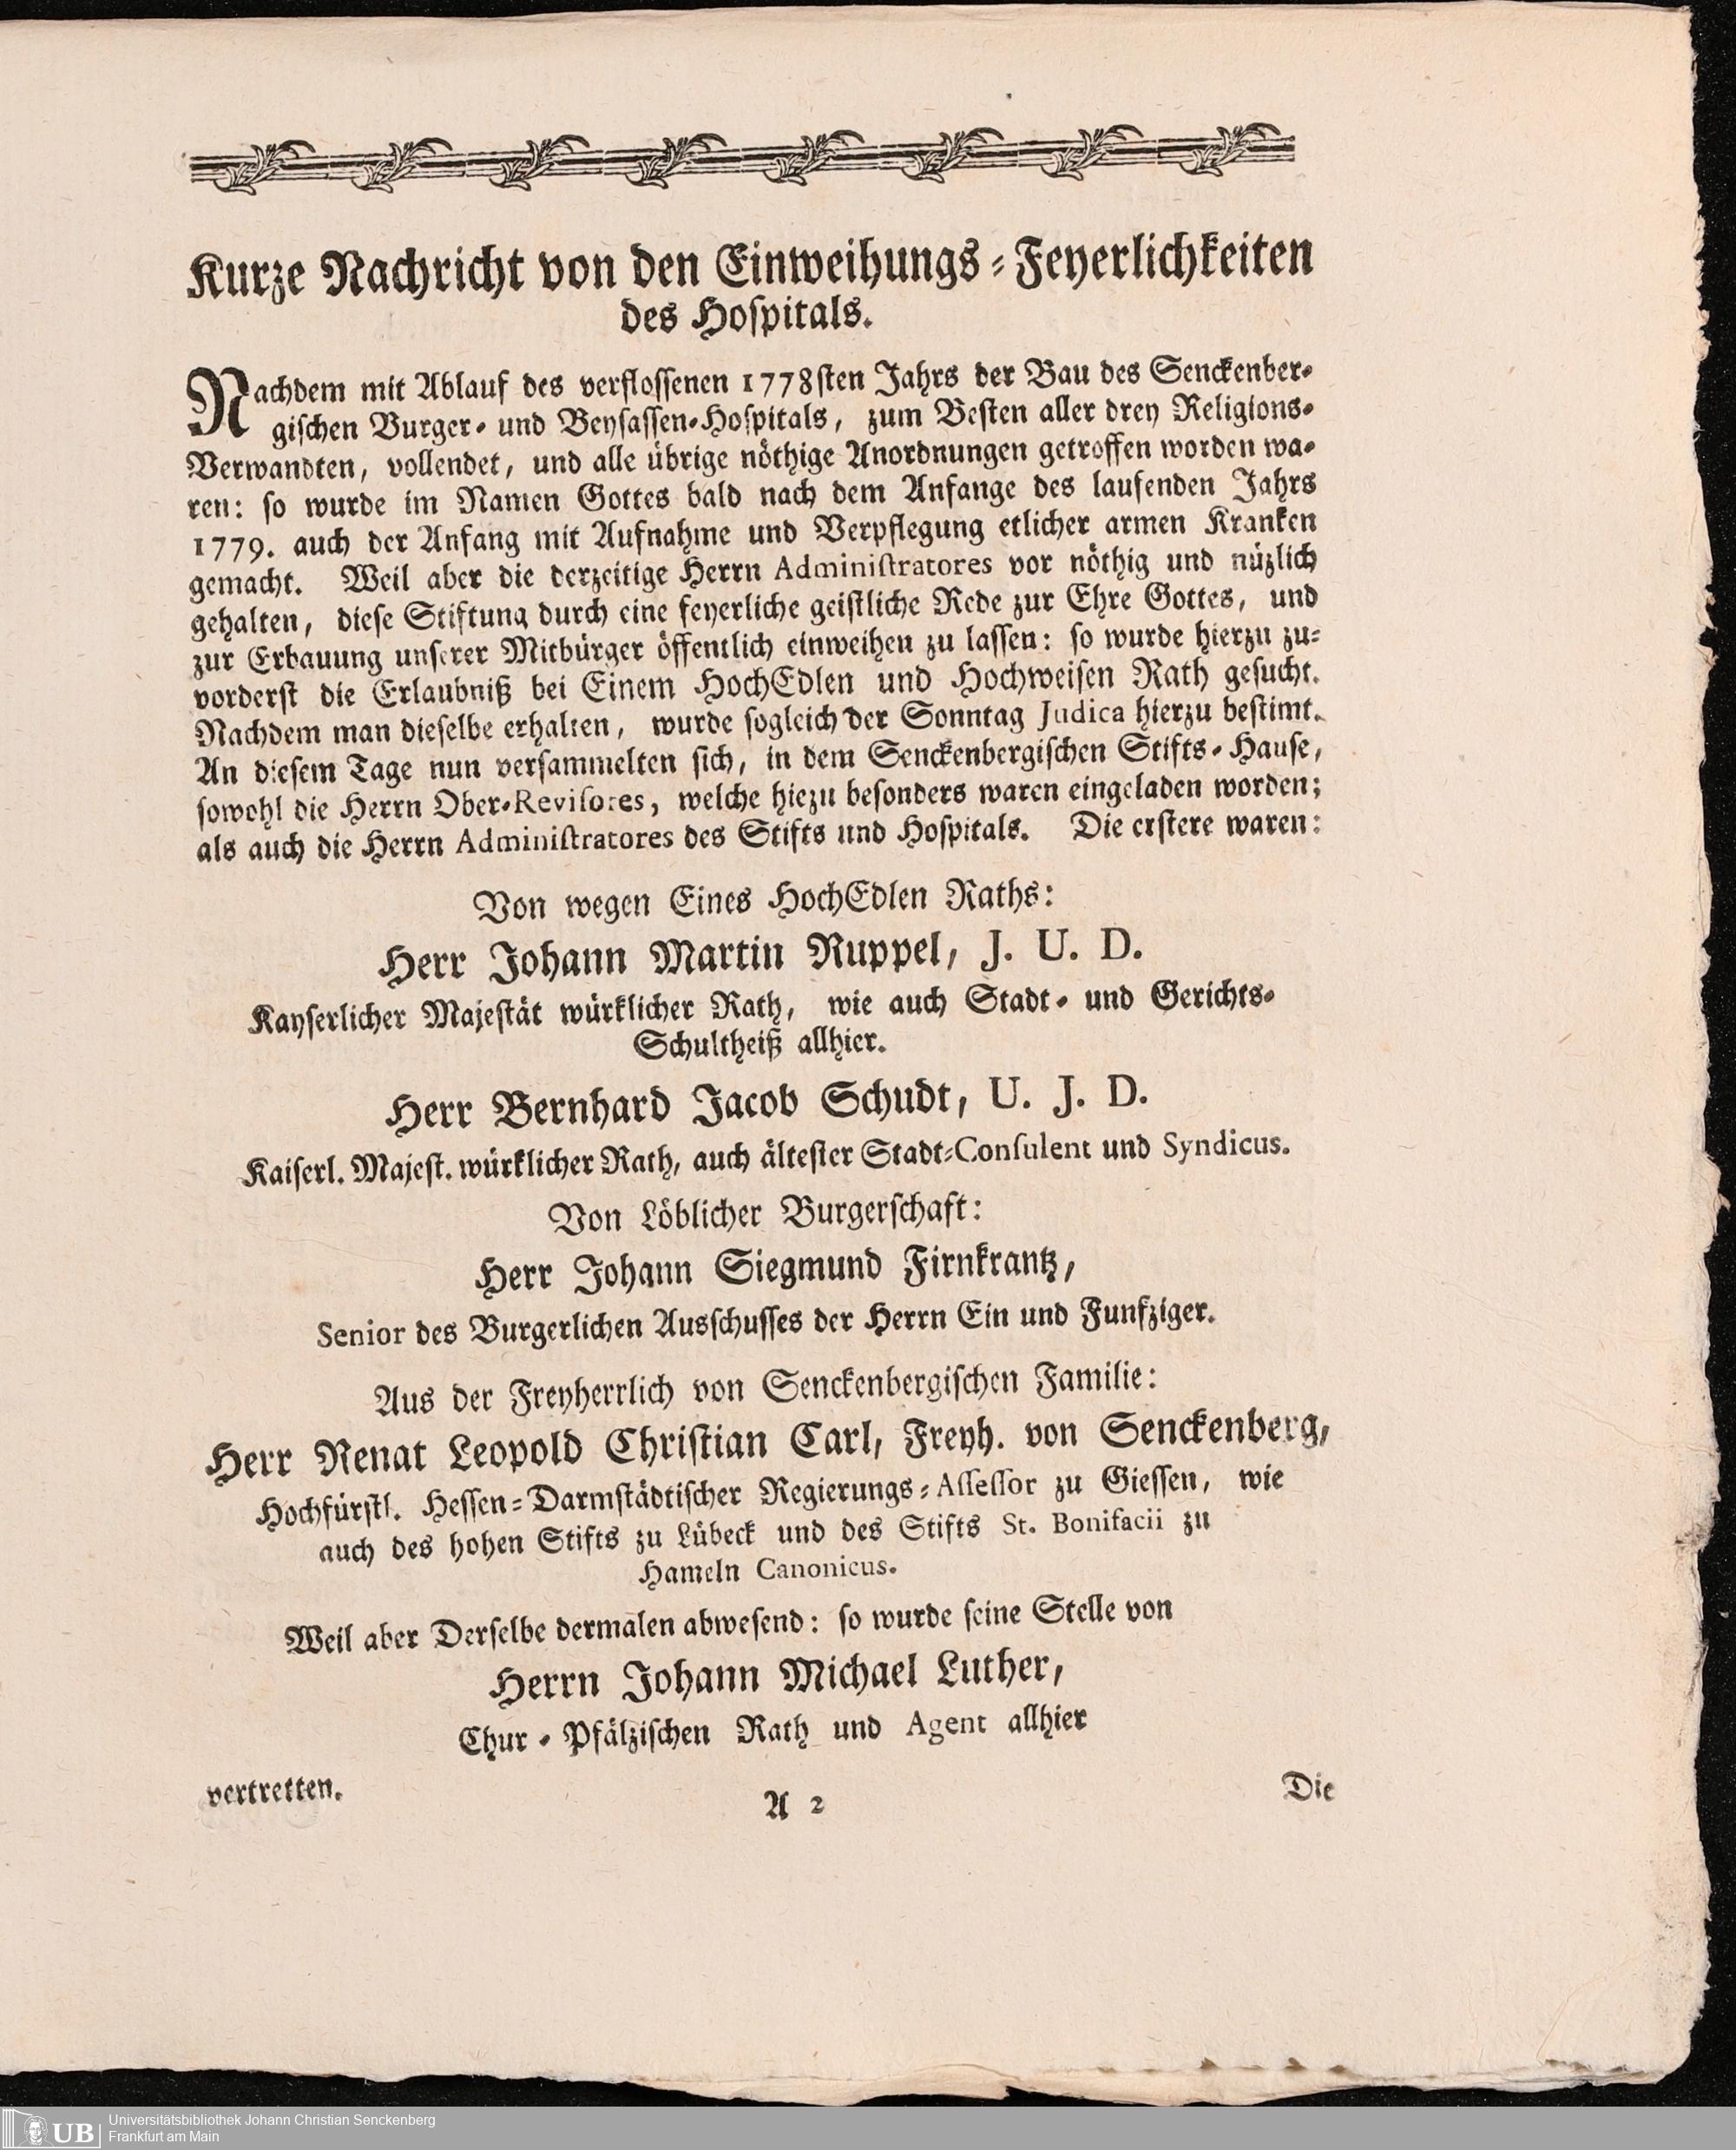 Kurze Nachricht von den Einweihungs-Feyerlichkeiten
des Hospitals.
Nachdem mit Ablauf des verflossenen 1778sten Jahrs der Bau des Senckenber-
gischen Burger- und Beysassen-Hospitals, zum Besten aller drey Religions-
Verwandten, vollendet, und alle übrige nöthige Anordnungen getroffen worden wa-
ren: so wurde im Namen Gottes bald nach dem Anfange des laufenden Jahrs
1779. auch der Anfang mit Aufnahme und Verpflegung etlicher armen Kranken
gemacht. Weil aber die derzeitige Herrn Administratores vor nöthig und nüzlich
gehalten, diese Stiftung durch eine feyerliche geistliche Rede zur Ehre Gottes, und
zur Erbauung unserer Mitbürger öffentlich einweihen zu lassen: so wurde hierzu zu-
vorderst die Erlaubniß bei Einem HochEdlen und Hochweisen Rath gesucht.
Nachdem man dieselbe erhalten, wurde sogleich der Sonntag Judica hierzu bestimt.
An diesem Tage nun versammelten sich, in dem Senckenbergischen Stifts-Hause,
sowohl die Herrn Ober-Revisores, welche hiezu besonders waren eingeladen worden;
als auch die Herrn Administratores des Stifts und Hospitals. Die erstere waren:
Von wegen Eines HochEdlen Raths:
Herr Johann Martin Ruppel, J. U. D.
Kayserlicher Majestät würklicher Rath, wie auch Stadt- und Gerichts-
Schultheiß allhier.
Herr Bernhard Jacob Schudt, U. J. D.
Kaiserl. Majest. würklicher Rath, auch ältester Stadt-Consulent und Syndicus.
Von Löblicher Burgerschaft:
Herr Johann Siegmund Firnkrantz,
Senior des Burgerlichen Ausschusses der Herrn Ein und Funfziger.
Aus der Freyherrlich von Senckenbergischen Familie:
Herr Renat Leopold Christian Carl, Freyh. von Senckenberg,
Hochfürstl. Hessen-Darmstädtischer Regierungs-Assessor zu Giessen, wie
auch des hohen Stifts zu Lübeck und des Stifts St. Bonifacii zu
Hameln Canonicus.
Weil aber Derselbe dermalen abwesend: so wurde seine Stelle von
Herrn Johann Michael Luther,
Chur-Pfälzischen Rath und Agent allhier
vertretten.
A 2
Die
UB
Universitätsbibliothek Johann Christian Senckenberg
Frankfurt am Main